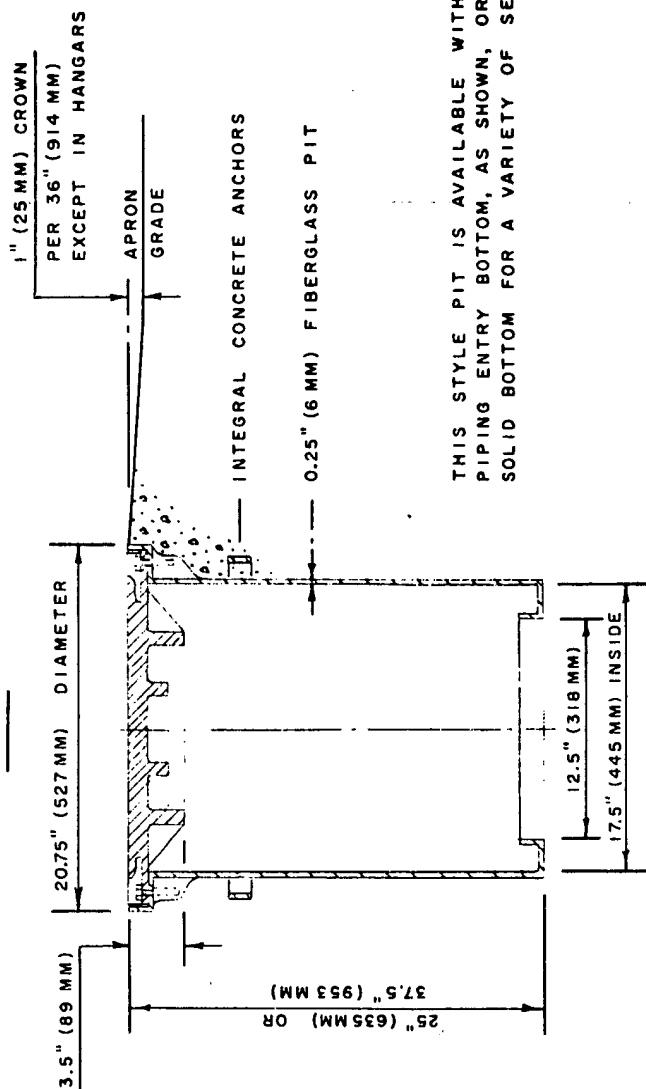 1" (25 MM) CROWN
PER 36" (914 MM)
EXCEPT IN HANGARS
APRON
GRADE
20.75" (527 MM) DIAMETER
3.5" (89 MM)
INTEGRAL CONCRETE ANCHORS
0.25" (6 MM) FIBERGLASS PIT
25" (635 MM) OR
37.5" (953 MM)
12.5" (318 MM)
17.5" (445 MM) INSIDE
THIS STYLE PIT IS AVAILABLE WITH
PIPING ENTRY BOTTOM, AS SHOWN, OR
SOLID BOTTOM FOR A VARIETY OF SE